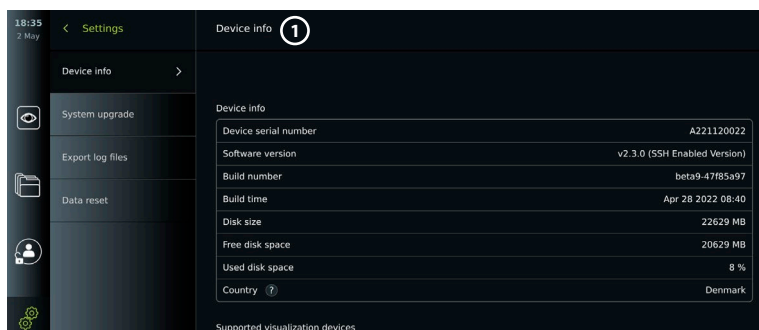 18:35
2 May
Settings
Device info
1
Device info
System upgrade
Export log files
Data reset
Device info
Device serial number A221120022
Software version v2.3.0 (SSH Enabled Version)
Build number beta9-47f85a97
Build time Apr 28 2022 08:40
Disk size 22629 MB
Free disk space 20629 MB
Used disk space 8 %
Country ? Denmark
Supported visualization devices